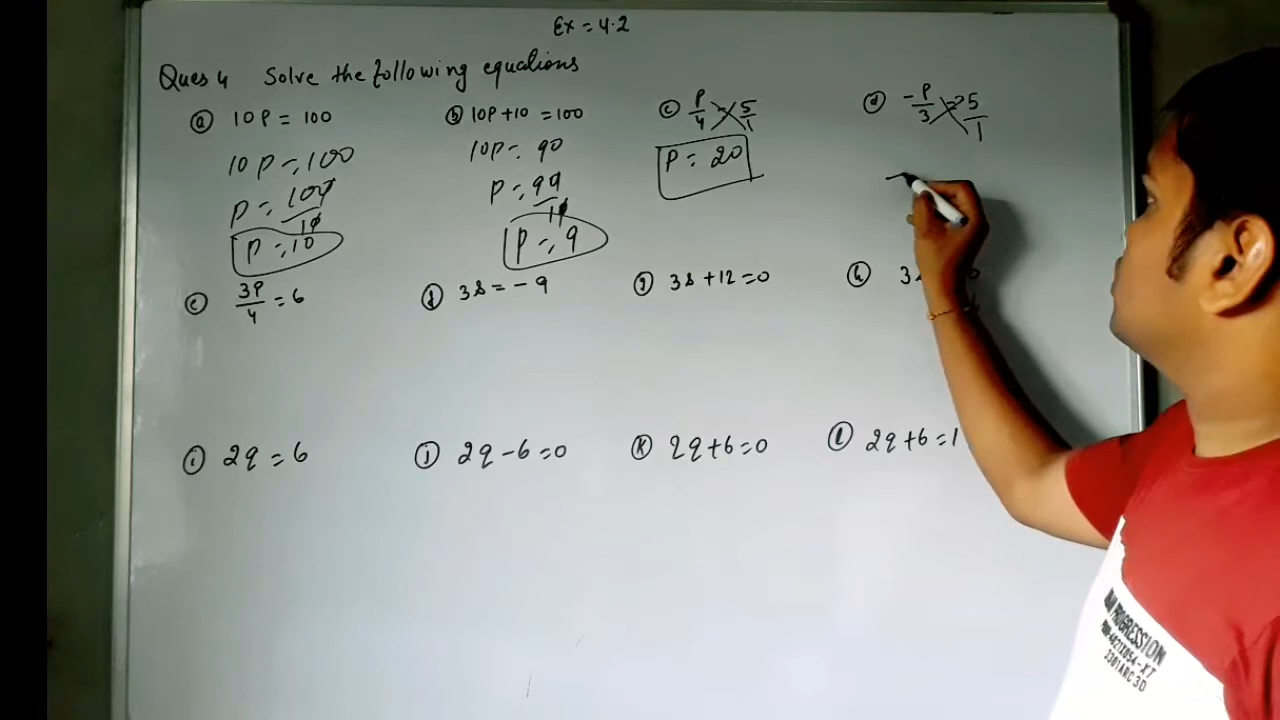 Ex = 4.2
Ques 4 Solve the following equations
(a) 10P = 100
10P = 100
P = 100/10
P = 10
(b) 10P+10 = 100
10P = 90
P = 90/10
P = 9
(c) P/4 = 5/1
P = 20
(d) -P/3 = 5/1
(e) 3P/4 = 6
(f) 3s = -9
(g) 3s+12=0
(h) 3s
(i) 2q = 6
(j) 2q-6=0
(k) 2q+6=0
(l) 2q+6=1